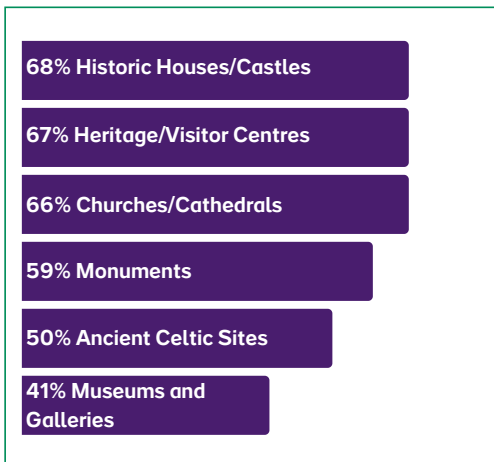 68% Historic Houses/Castles
67% Heritage/Visitor Centres
66% Churches/Cathedrals
59% Monuments
50% Ancient Celtic Sites
41% Museums and
Galleries